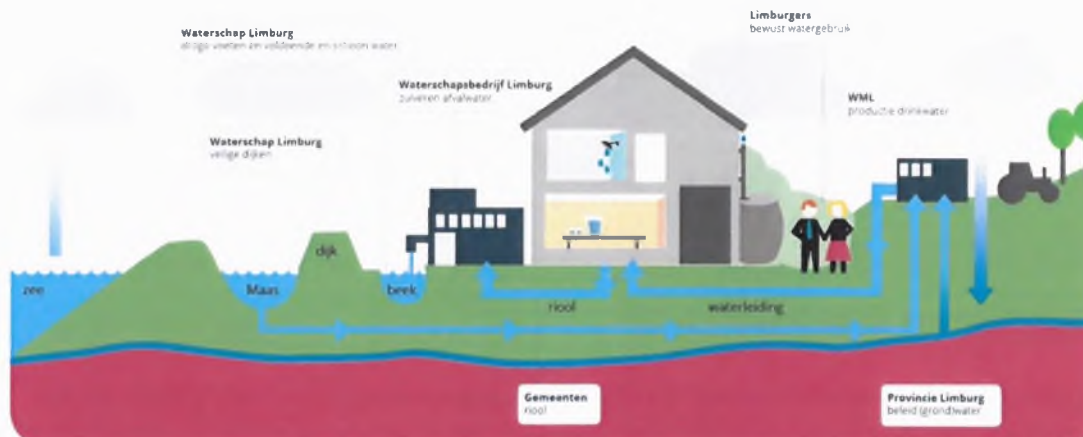 Waterschap Limburg
droge voeten en voldoende en schoon water
Limburgers
bewust watergebruik
Waterschapsbedrijf Limburg
zuiveren afvalwater
WML
productie drinkwater
Waterschap Limburg
veilige dijken
dijk
zee
Maas
beek
riool
waterleiding
Gemeenten
riool
Provincie Limburg
beleid (grond)water